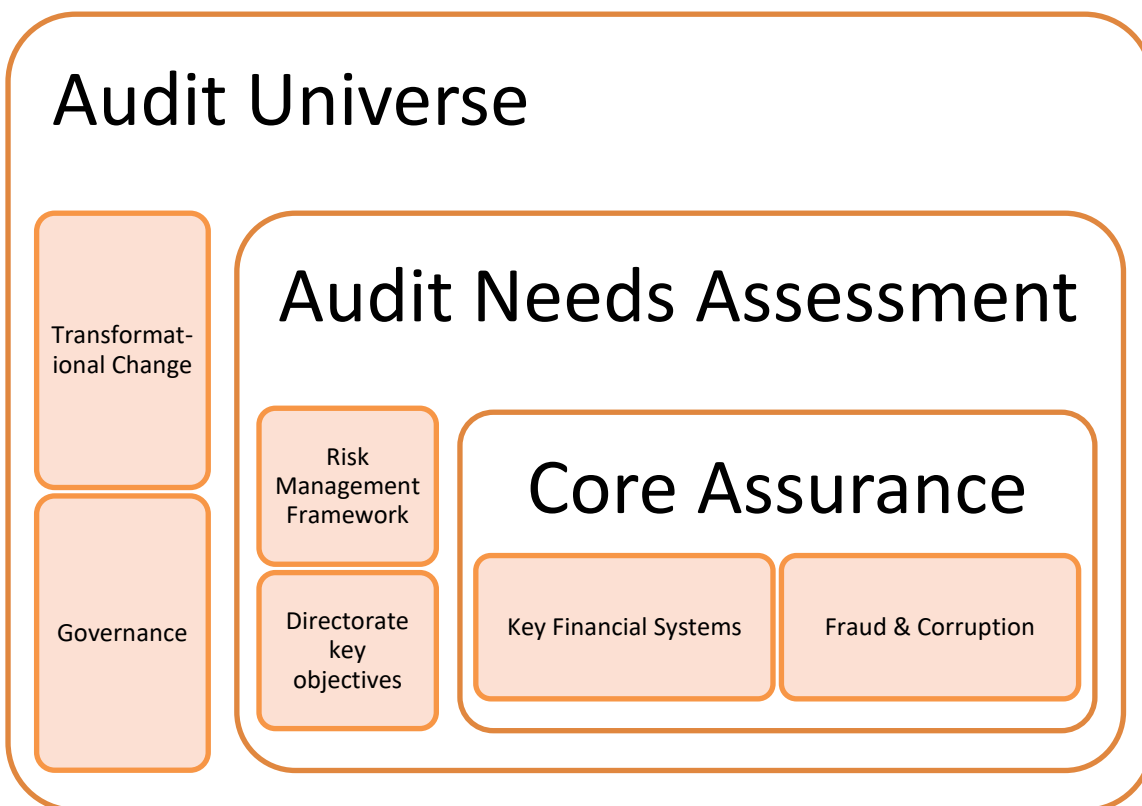 Audit Universe
Transformat-
ional Change
Governance
Audit Needs Assessment
Risk
Management
Framework
Directorate
key
objectives
Core Assurance
Key Financial Systems
Fraud & Corruption